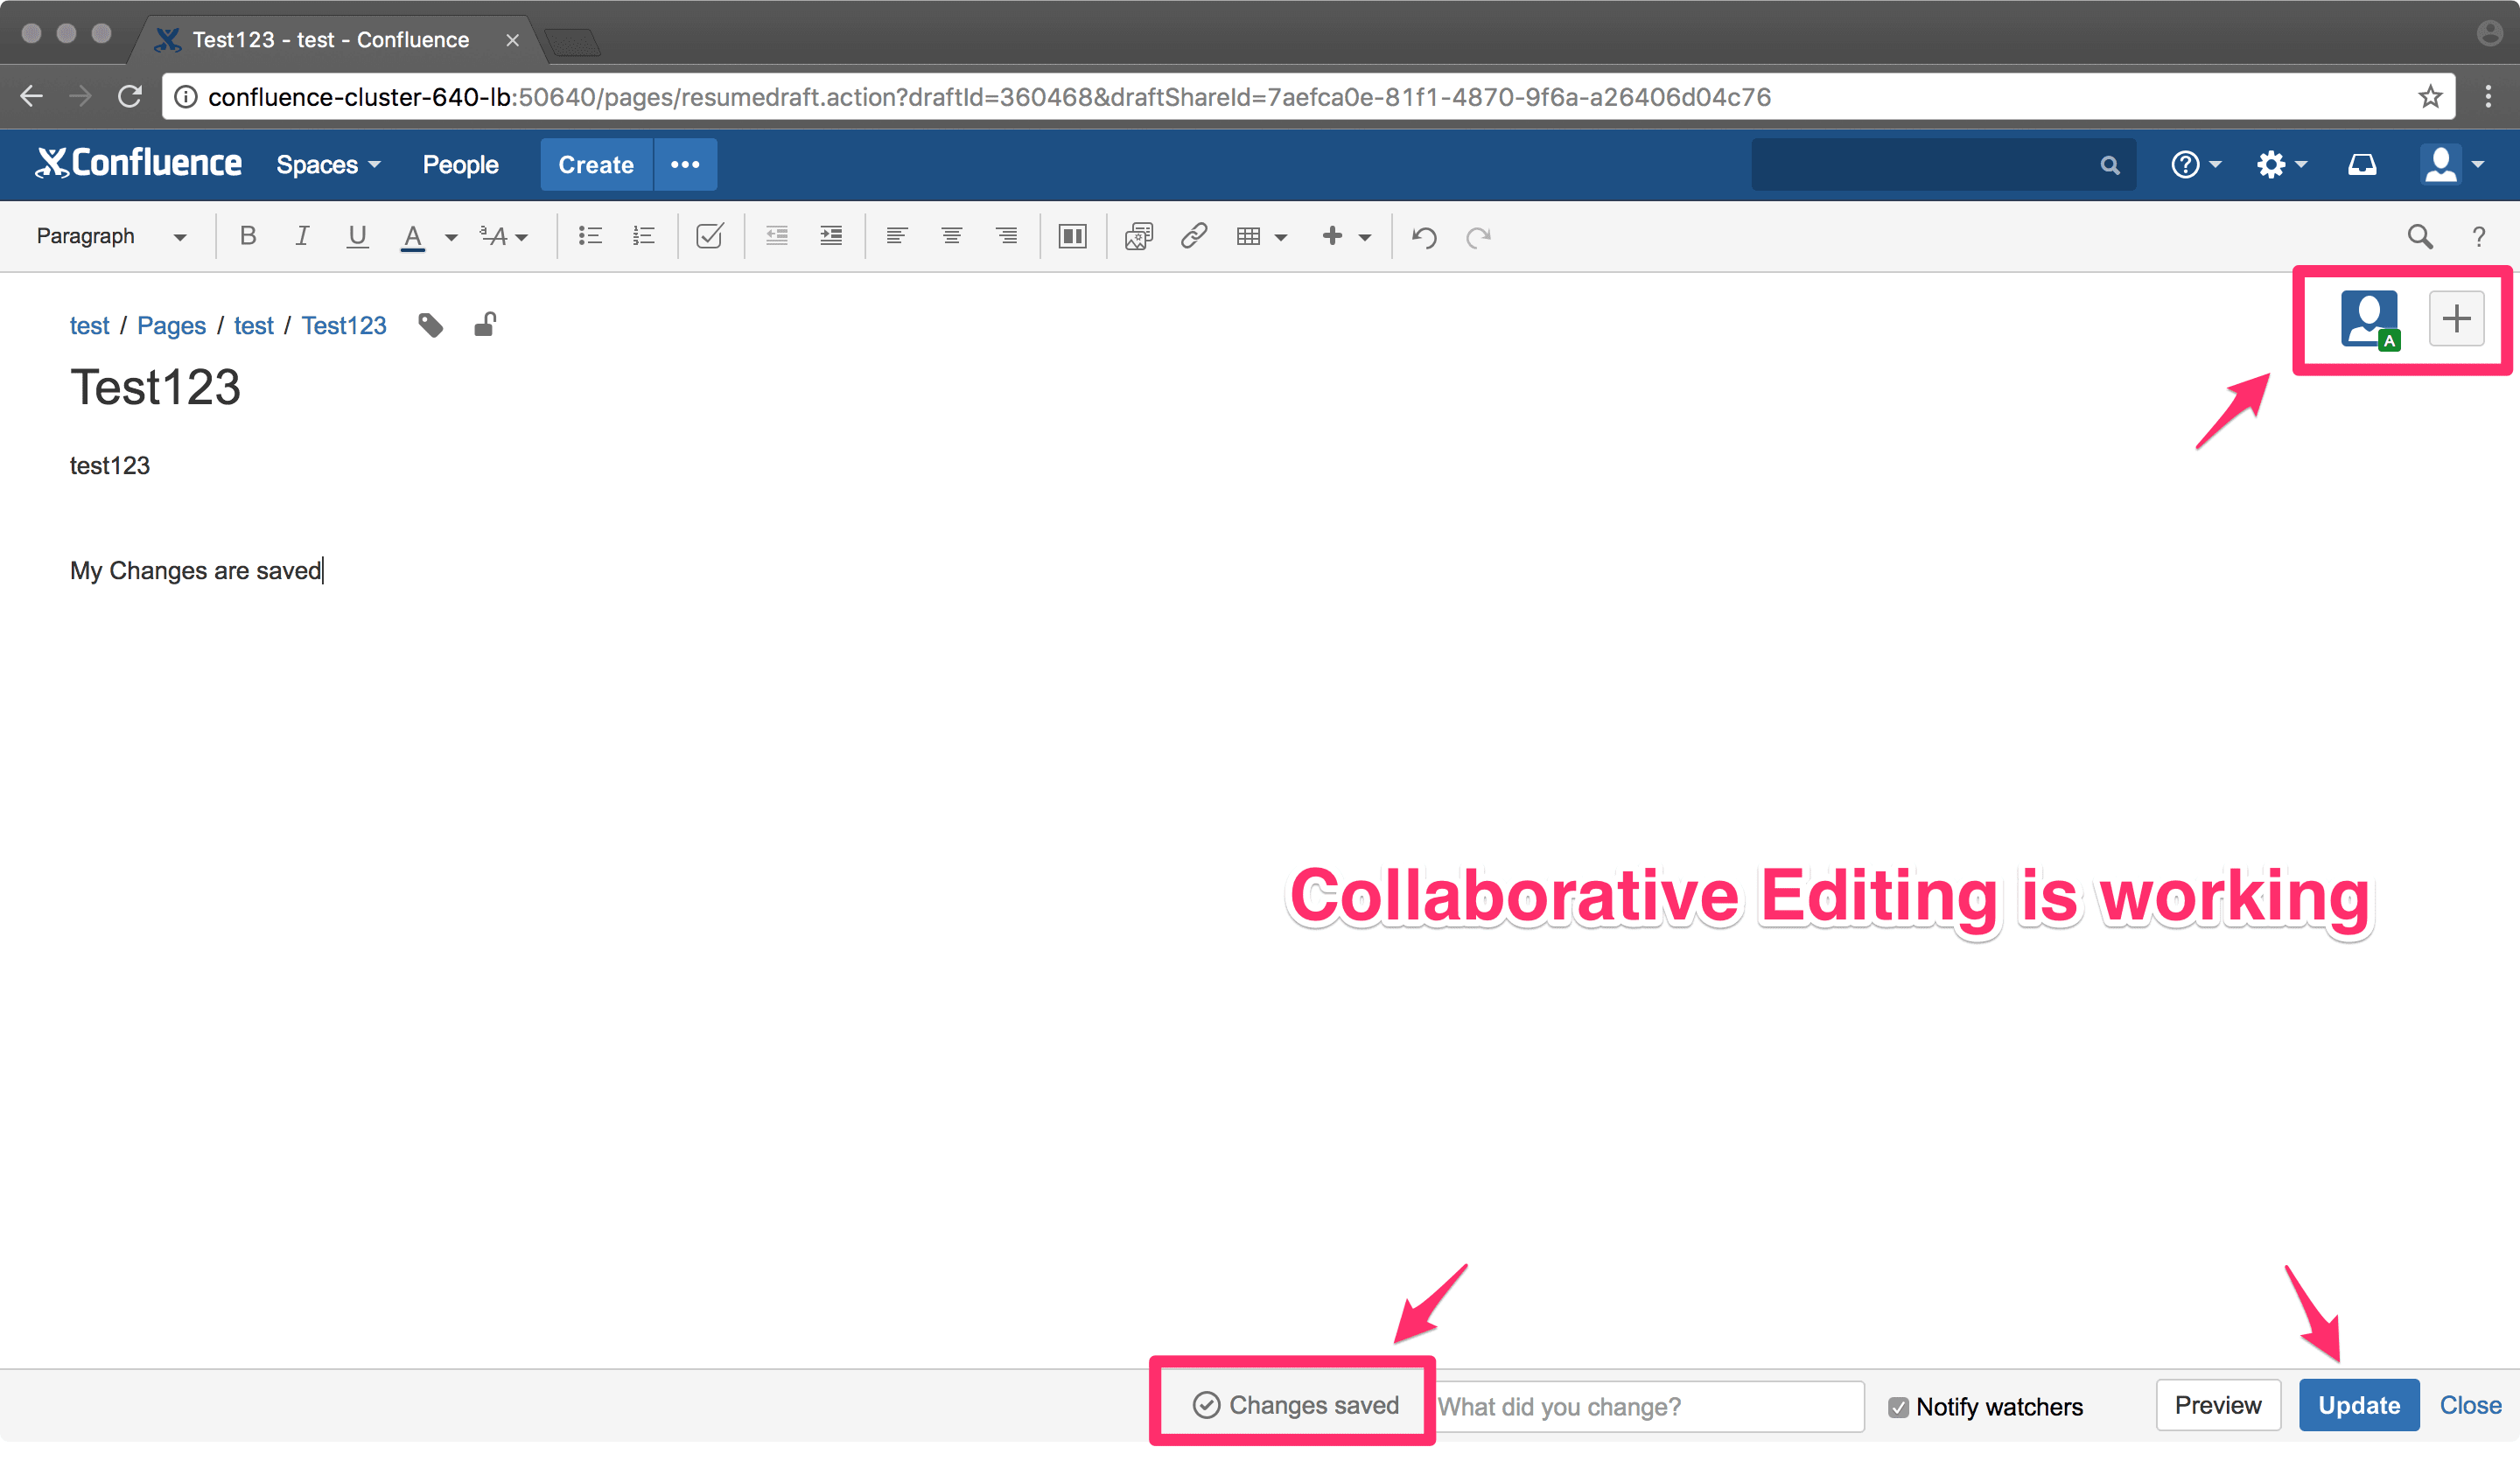 Test123 - test - Confluence
confluence-cluster-640-lb:50640/pages/resumedraft.action?draftId=360468&draftShareId=7aefca0e-81f1-4870-9f6a-a26406d04c76
Confluence Spaces People Create
Paragraph B I U A ªA ?
test / Pages / test / Test123
A
Test123
test123
My Changes are saved
Collaborative Editing is working
Changes saved What did you change? Notify watchers Preview Update Close